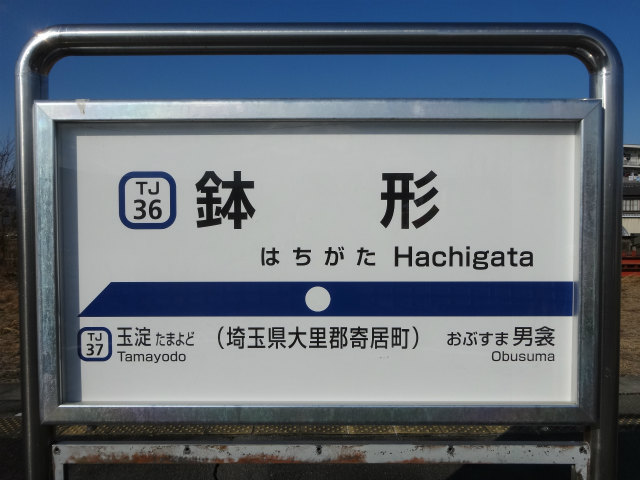 TJ
36
鉢形
はちがた Hachigata
TJ
37
玉淀 たまよど
Tamayodo
(埼玉県大里郡寄居町)
おぶすま 男衾
Obusuma